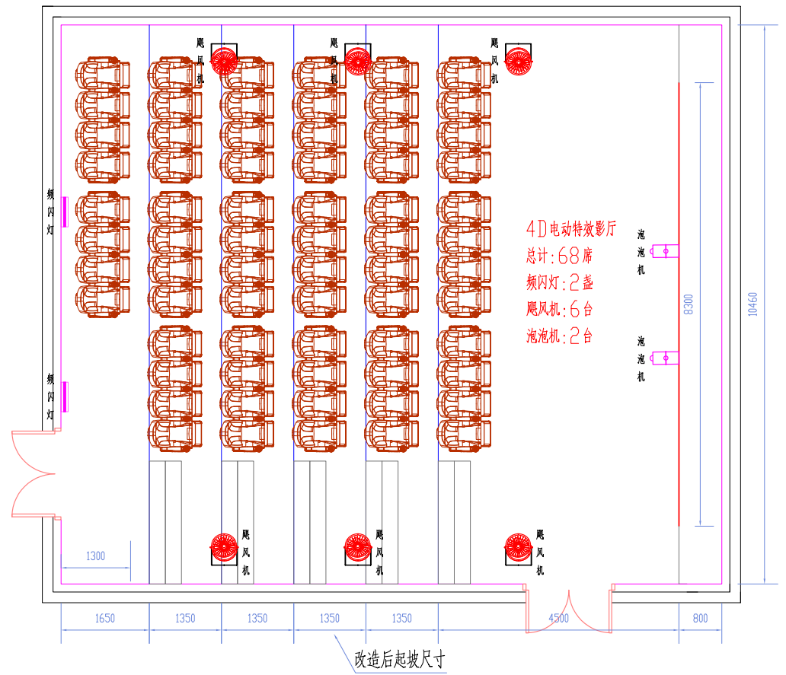 飓风机
飓风机
飓风机
频闪灯
4D电动特效影厅
总计:68席
频闪灯:2盏
飓风机:6台
泡泡机:2台
泡泡机
8300
10460
泡泡机
频闪灯
飓风机
飓风机
飓风机
1300
1650
1350
1350
1350
1350
4500
800
改造后起坡尺寸